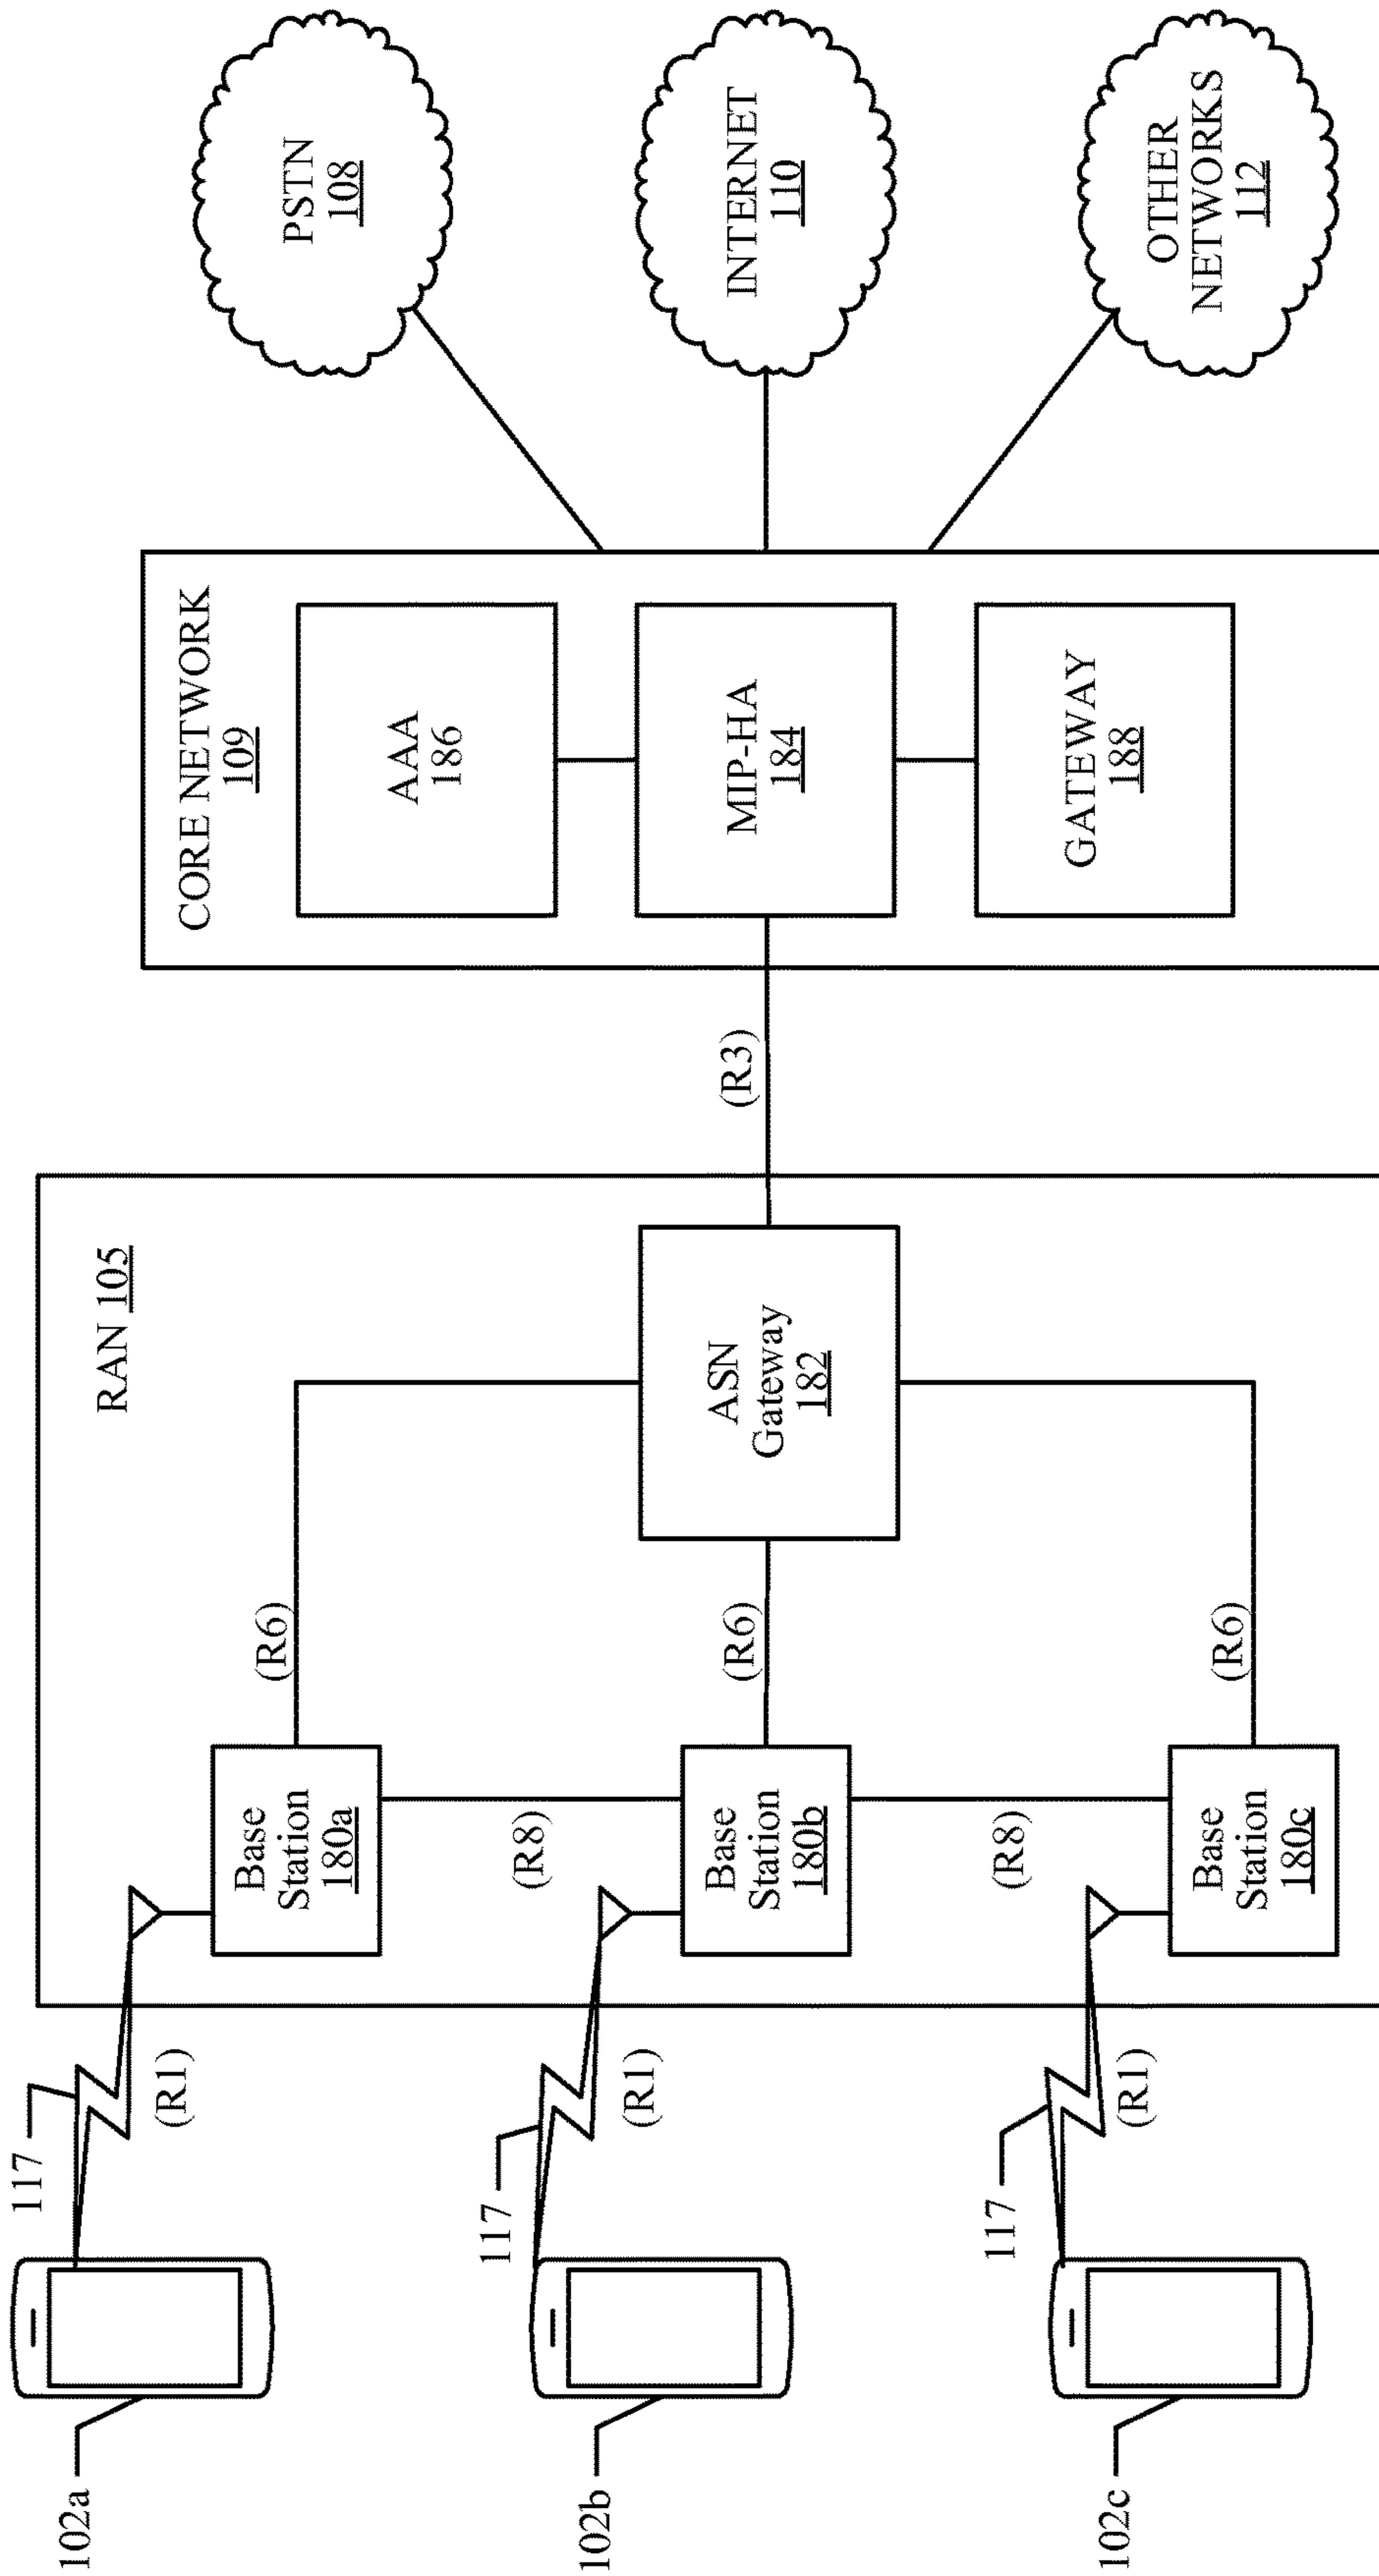 102a
117
(R1)
RAN 105
Base
Station
180a
(R6)
(R8)
102b
117
(R1)
Base
Station
180b
(R6)
ASN
Gateway
182
(R3)
(R8)
102c
117
(R1)
Base
Station
180c
(R6)
CORE NETWORK
109
AAA
186
MIP-HA
184
GATEWAY
188
PSTN
108
INTERNET
110
OTHER
NETWORKS
112